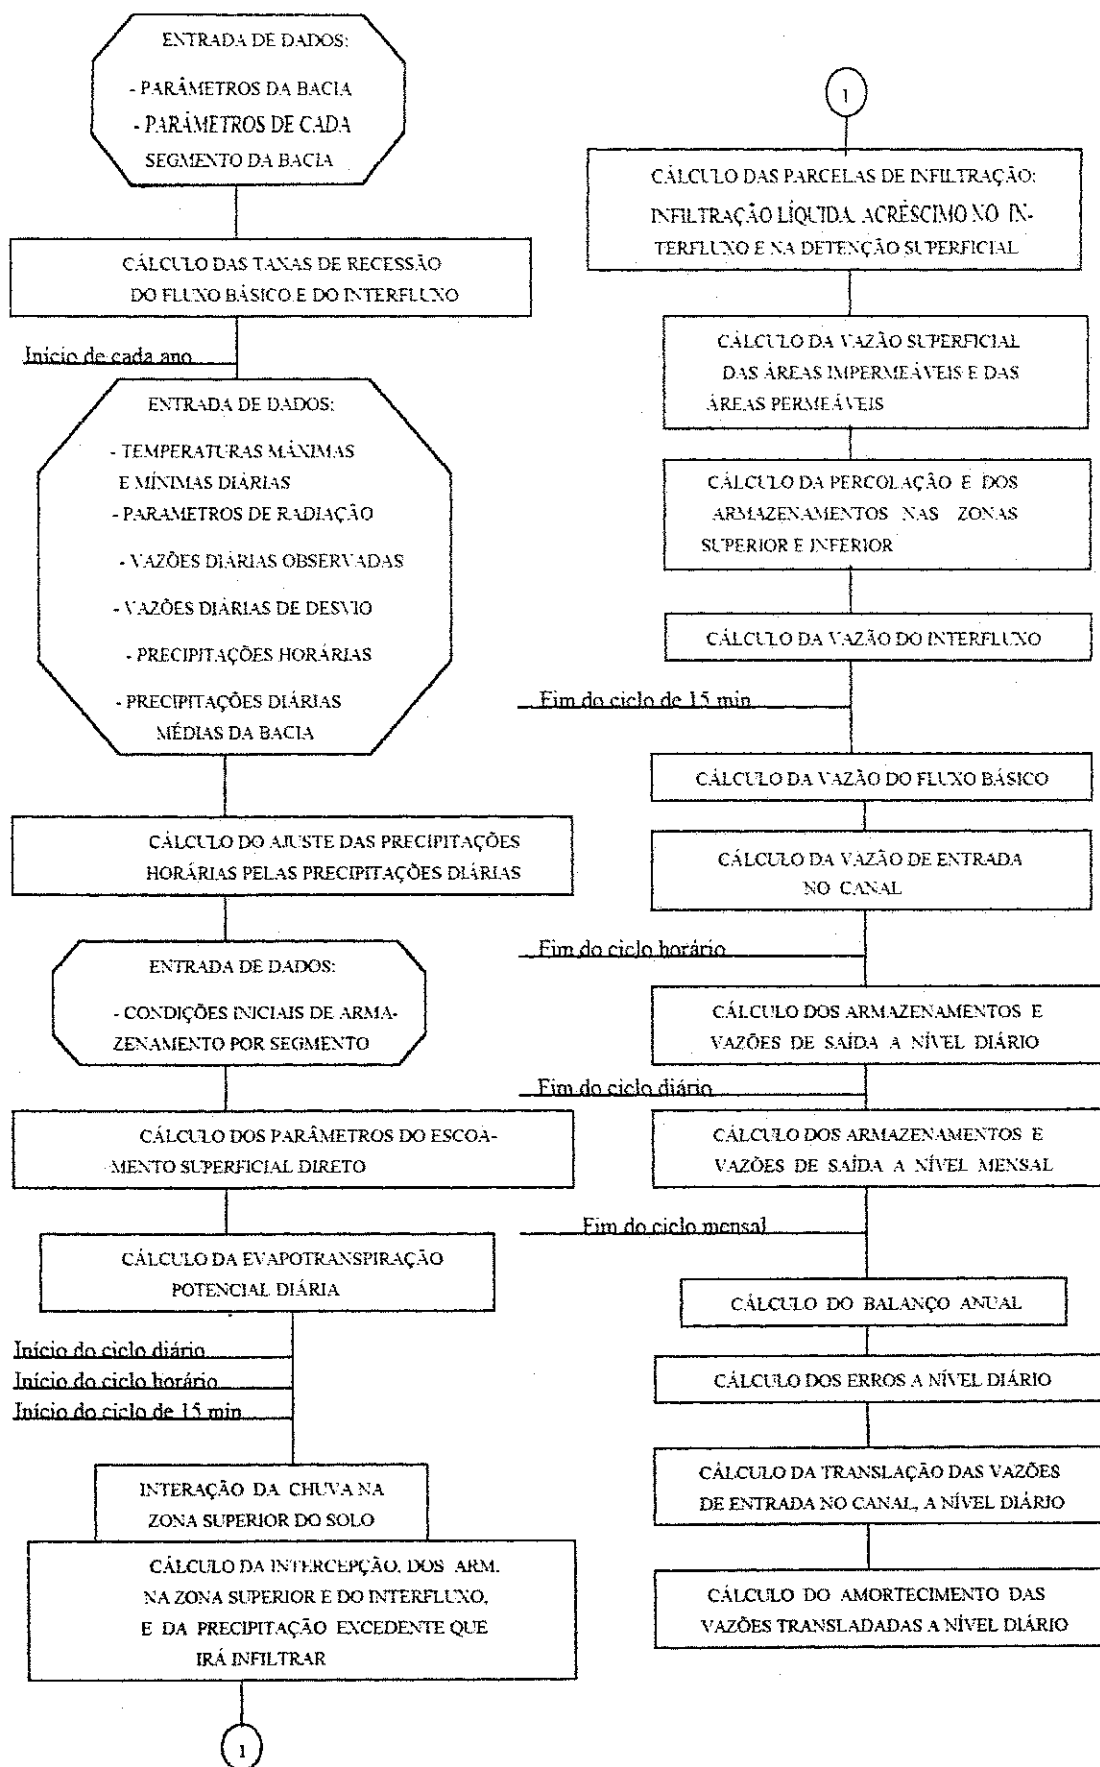 ENTRADA DE DADOS:
- PARÂMETROS DA BACIA
- PARÂMETROS DE CADA
SEGMENTO DA BACIA
CÁLCULO DAS TAXAS DE RECESSÃO
DO FLUXO BÁSICO E DO INTERFLUXO
Início de cada ano
ENTRADA DE DADOS:
- TEMPERATURAS MÁXIMAS
E MÍNIMAS DIÁRIAS
- PARAMETROS DE RADIAÇÃO
- VAZÕES DIÁRIAS OBSERVADAS
- VAZÕES DIÁRIAS DE DESVIO
- PRECIPITAÇÕES HORÁRIAS
- PRECIPITAÇÕES DIÁRIAS
MÉDIAS DA BACIA
CÁLCULO DO AJUSTE DAS PRECIPITAÇÕES
HORÁRIAS PELAS PRECIPITAÇÕES DIÁRIAS
ENTRADA DE DADOS:
- CONDIÇÕES INICIAIS DE ARMA-
ZENAMENTO POR SEGMENTO
CÁLCULO DOS PARÂMETROS DO ESCOA-
MENTO SUPERFICIAL DIRETO
CÁLCULO DA EVAPOTRANSPIRAÇÃO
POTENCIAL DIÁRIA
Início do ciclo diário
Início do ciclo horário
Início do ciclo de 15 min
INTERAÇÃO DA CHUVA NA
ZONA SUPERIOR DO SOLO
CÁLCULO DA INTERCEPÇÃO, DOS ARM.
NA ZONA SUPERIOR E DO INTERFLUXO,
E DA PRECIPITAÇÃO EXCEDENTE QUE
IRÁ INFILTRAR
1
1
CÁLCULO DAS PARCELAS DE INFILTRAÇÃO:
INFILTRAÇÃO LÍQUIDA, ACRÉSCIMO NO IN-
TERFLUXO E NA DETENÇÃO SUPERFICIAL
CÁLCULO DA VAZÃO SUPERFICIAL
DAS ÁREAS IMPERMEÁVEIS E DAS
ÁREAS PERMEÁVEIS
CÁLCULO DA PERCOLAÇÃO E DOS
ARMAZENAMENTOS NAS ZONAS
SUPERIOR E INFERIOR
CÁLCULO DA VAZÃO DO INTERFLUXO
Fim do ciclo de 15 min
CÁLCULO DA VAZÃO DO FLUXO BÁSICO
CÁLCULO DA VAZÃO DE ENTRADA
NO CANAL
Fim do ciclo horário
CÁLCULO DOS ARMAZENAMENTOS E
VAZÕES DE SAÍDA A NÍVEL DIÁRIO
Fim do ciclo diário
CÁLCULO DOS ARMAZENAMENTOS E
VAZÕES DE SAÍDA A NÍVEL MENSAL
Fim do ciclo mensal
CÁLCULO DO BALANÇO ANUAL
CÁLCULO DOS ERROS A NÍVEL DIÁRIO
CÁLCULO DA TRANSLAÇÃO DAS VAZÕES
DE ENTRADA NO CANAL, A NÍVEL DIÁRIO
CÁLCULO DO AMORTECIMENTO DAS
VAZÕES TRANSLADADAS A NÍVEL DIÁRIO